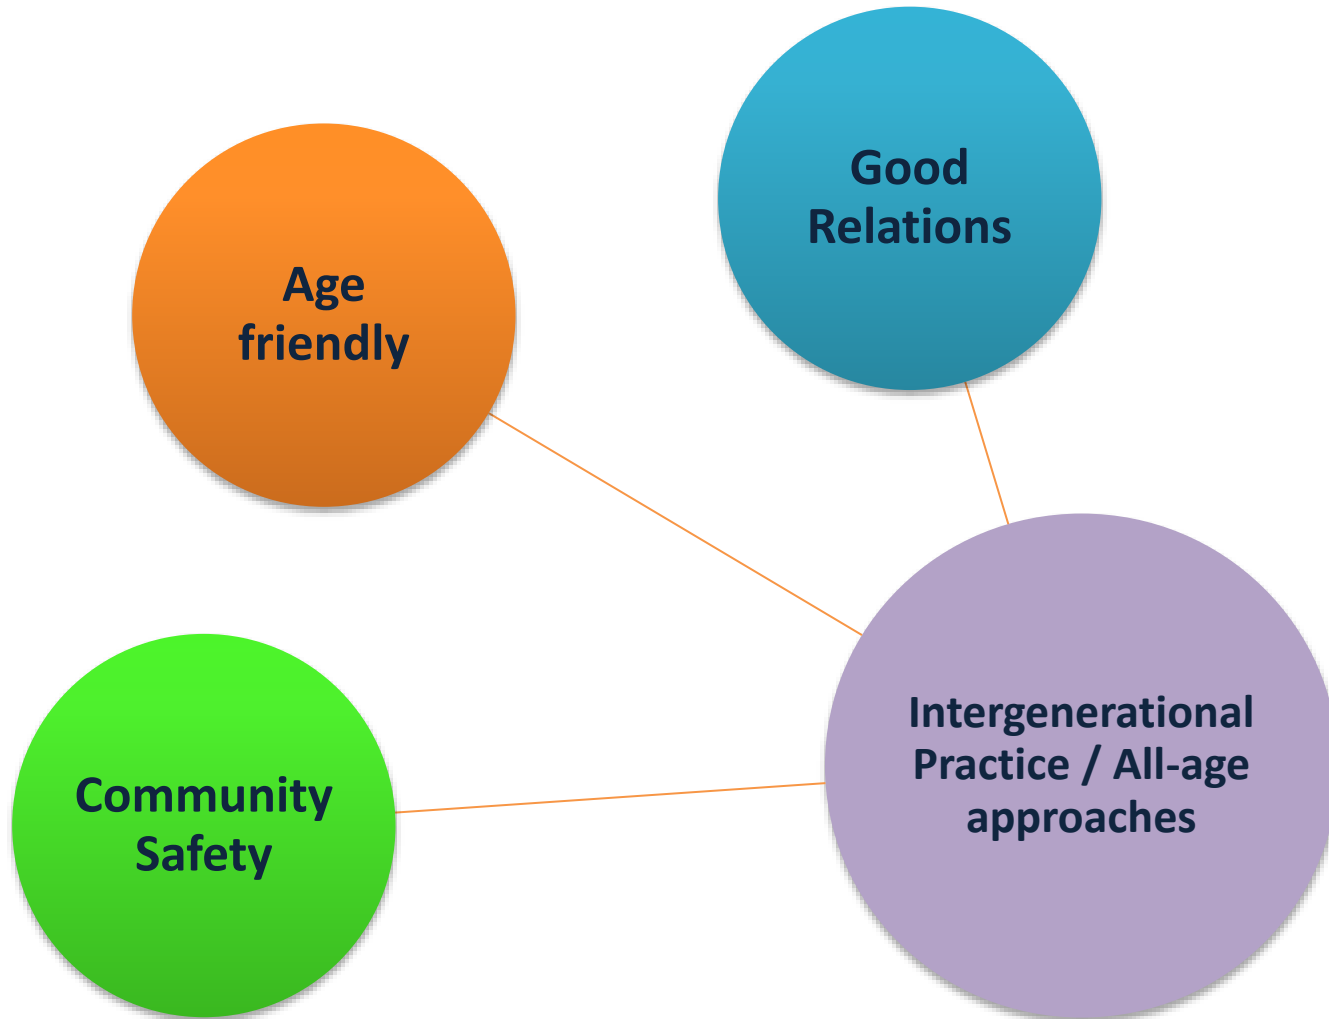 Good
Relations
Age
friendly
Intergenerational
Practice / All-age
approaches
Community
Safety